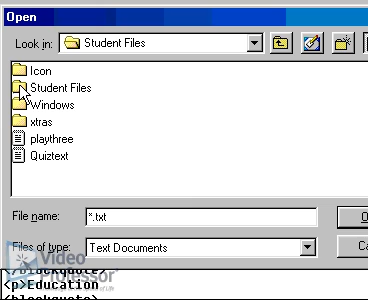 Open
Look in: Student Files
Icon
Student Files
Windows
xtras
playthree
Quiztext
File name: *.txt
Files of type: Text Documents
Video
Professor
</blockquote>
<p>Education
<blockquote>